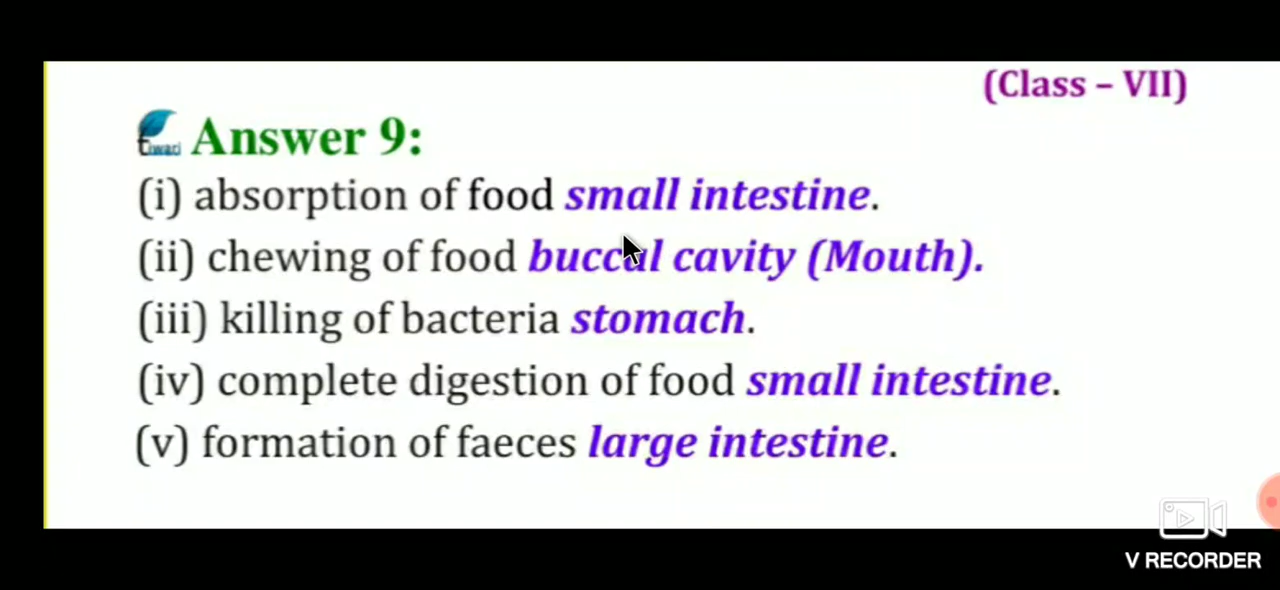 (Class – VII)
Tiwari Answer 9:
(i) absorption of food small intestine.
(ii) chewing of food buccal cavity (Mouth).
(iii) killing of bacteria stomach.
(iv) complete digestion of food small intestine.
(v) formation of faeces large intestine.
V RECORDER